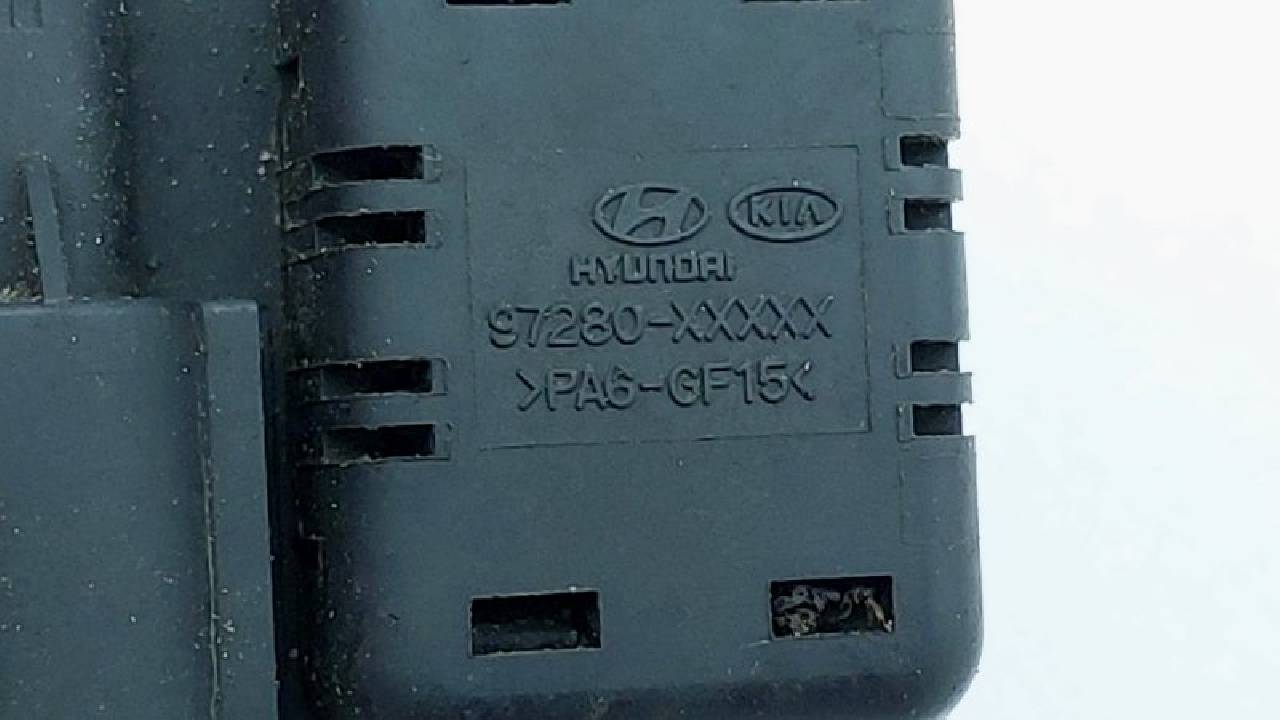 KIA
HYUNDAI
97280-XXXXX
>PA6-GF15<